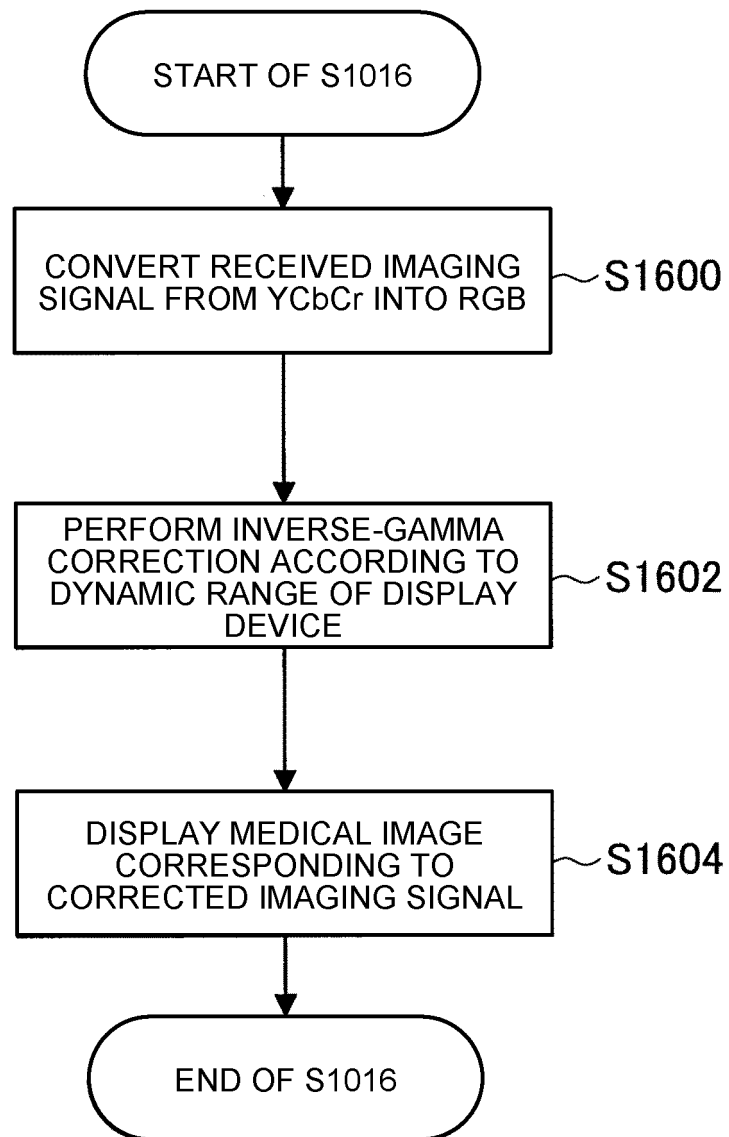 START OF S1016
CONVERT RECEIVED IMAGING
SIGNAL FROM YCbCr INTO RGB
S1600
PERFORM INVERSE-GAMMA
CORRECTION ACCORDING TO
DYNAMIC RANGE OF DISPLAY
DEVICE
S1602
DISPLAY MEDICAL IMAGE
CORRESPONDING TO
CORRECTED IMAGING SIGNAL
S1604
END OF S1016